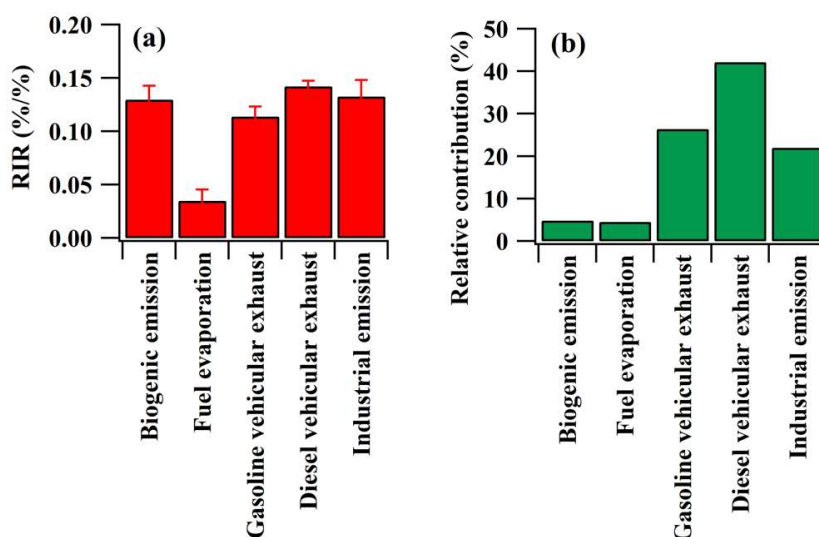 (a)
RIR (%/%)
0.20
0.15
0.10
0.05
0.00
Biogenic emission
Fuel evaporation
Gasoline vehicular exhaust
Diesel vehicular exhaust
Industrial emission
(b)
Relative contribution (%)
50
40
30
20
10
0
Biogenic emission
Fuel evaporation
Gasoline vehicular exhaust
Diesel vehicular exhaust
Industrial emission